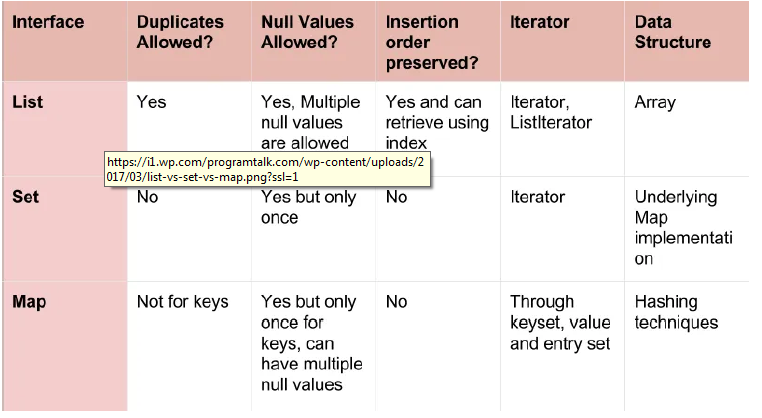 Interface
Duplicates
Allowed?
Null Values
Allowed?
Insertion
order
preserved?
Iterator
Data
Structure
List
Yes
Yes, Multiple
null values
are allowed
Yes and can
retrieve using
index
Iterator,
ListIterator
Array
https://i1.wp.com/programtalk.com/wp-content/uploads/2
017/03/list-vs-set-vs-map.png?ssl=1
Set
No
Yes but only
once
No
Iterator
Underlying
Map
implementati
on
Map
Not for keys
Yes but only
once for
keys, can
have multiple
null values
No
Through
keyset, value
and entry set
Hashing
techniques